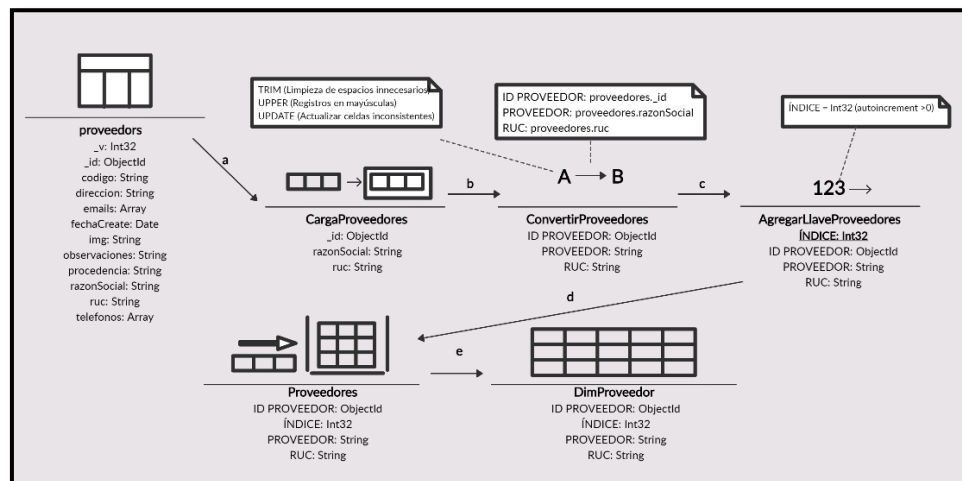 proveedors
_v: Int32
_id: ObjectId
codigo: String
direccion: String
emails: Array
fechaCreate: Date
img: String
observaciones: String
procedencia: String
razonSocial: String
ruc: String
telefonos: Array
a
TRIM (Limpieza de espacios innecesarios)
UPPER (Registros en mayúsculas)
UPDATE (Actualizar celdas inconsistentes)
CargaProveedores
_id: ObjectId
razonSocial: String
ruc: String
b
ID PROVEEDOR: proveedores._id
PROVEEDOR: proveedores.razonSocial
RUC: proveedores.ruc
A B
ConvertirProveedores
ID PROVEEDOR: ObjectId
PROVEEDOR: String
RUC: String
c
ÍNDICE = Int32 (autoincrement >0)
123
AgregarLlaveProveedores
ÍNDICE: Int32
ID PROVEEDOR: ObjectId
PROVEEDOR: String
RUC: String
d
Proveedores
ID PROVEEDOR: ObjectId
ÍNDICE: Int32
PROVEEDOR: String
RUC: String
e
DimProveedor
ID PROVEEDOR: ObjectId
ÍNDICE: Int32
PROVEEDOR: String
RUC: String